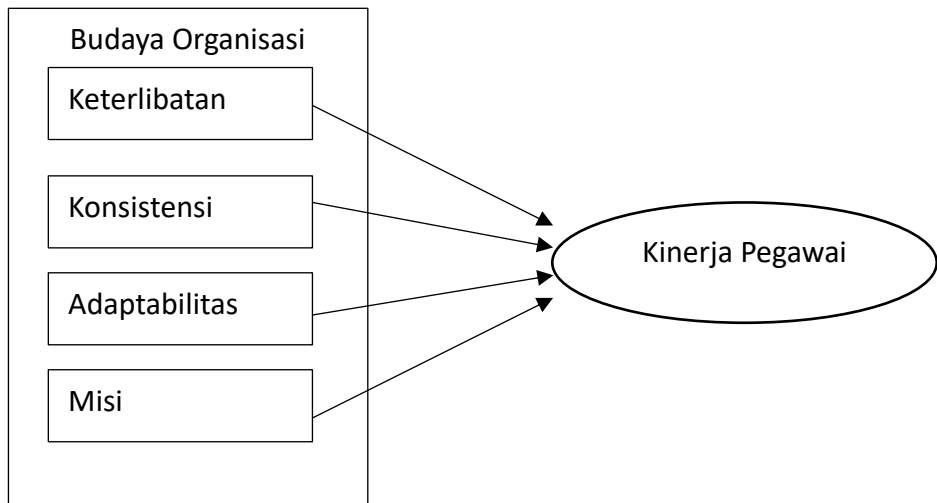 Budaya Organisasi
Keterlibatan
Konsistensi
Adaptabilitas
Misi
Kinerja Pegawai